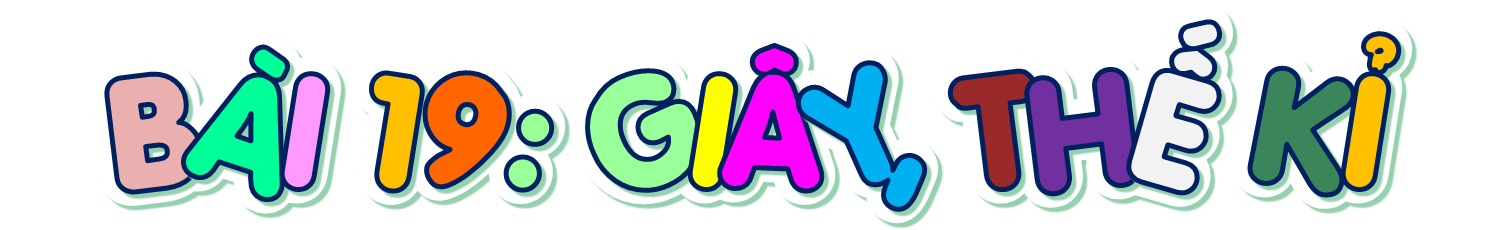 BÀI 19: GIÂY, THẾ KỈ